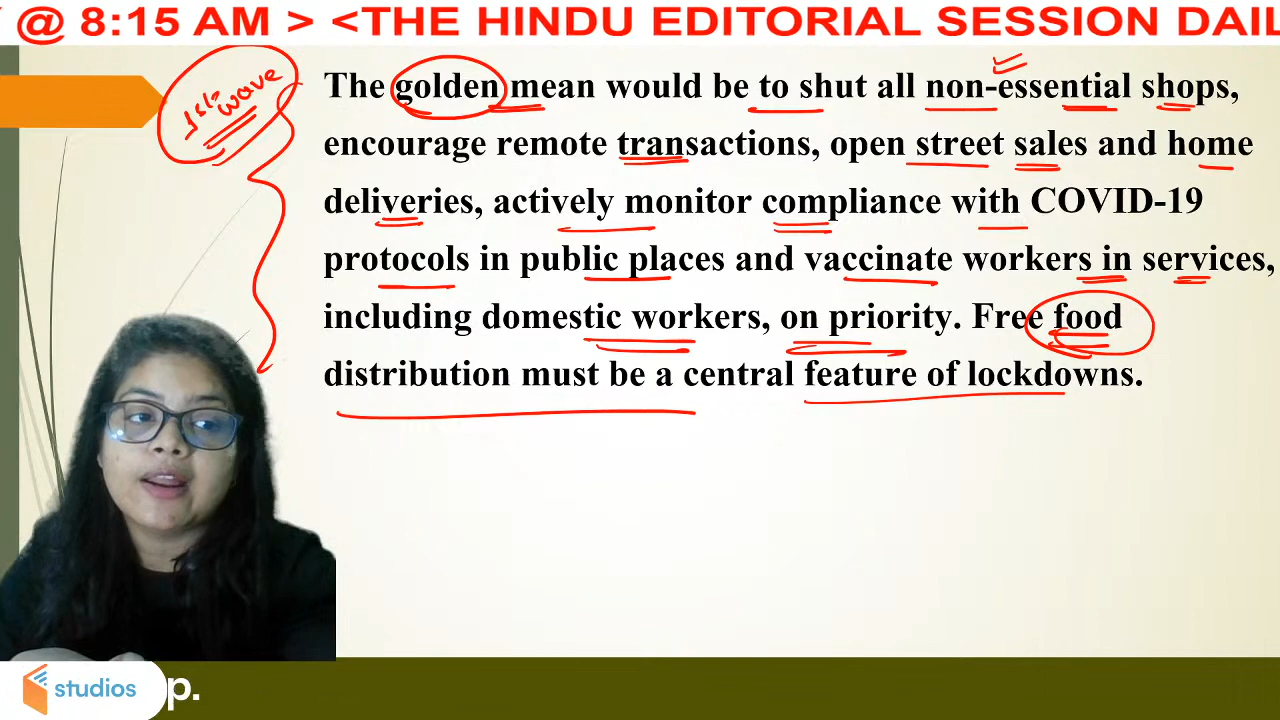 @ 8:15 AM > <THE HINDU EDITORIAL SESSION DAIL
1st wave
The golden mean would be to shut all non-essential shops,
encourage remote transactions, open street sales and home
deliveries, actively monitor compliance with COVID-19
protocols in public places and vaccinate workers in services,
including domestic workers, on priority. Free food
distribution must be a central feature of lockdowns.
studios p.